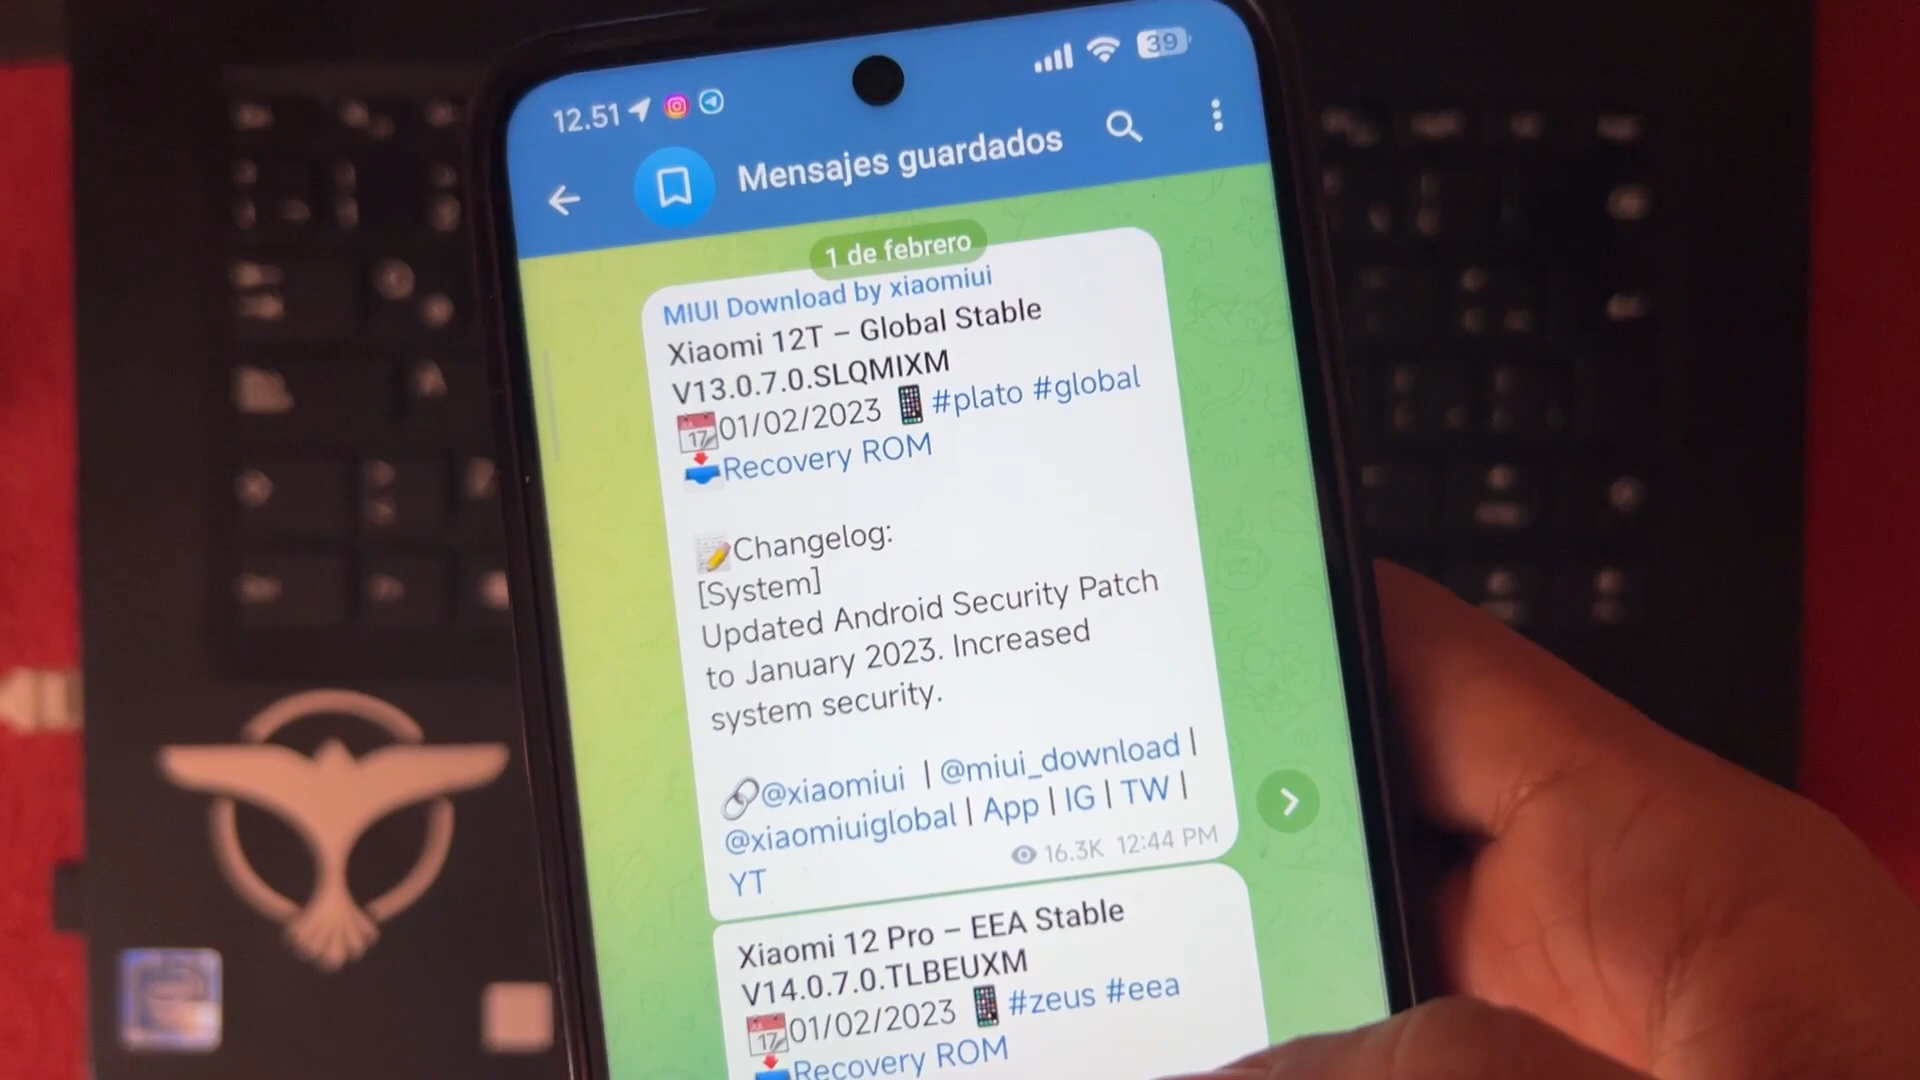 12.51
39
Mensajes guardados
1 de febrero
MIUI Download by xiaomiui
Xiaomi 12T – Global Stable
V13.0.7.0.SLQMIXM
📅01/02/2023 📱#plato #global
📥Recovery ROM
📝Changelog:
[System]
Updated Android Security Patch
to January 2023. Increased
system security.
🔗@xiaomiui | @miui_download |
@xiaomiuiglobal | App | IG | TW |
YT
16.3K 12:44 PM
Xiaomi 12 Pro – EEA Stable
V14.0.7.0.TLBEUXM
📅01/02/2023 📱#zeus #eea
📥Recovery ROM